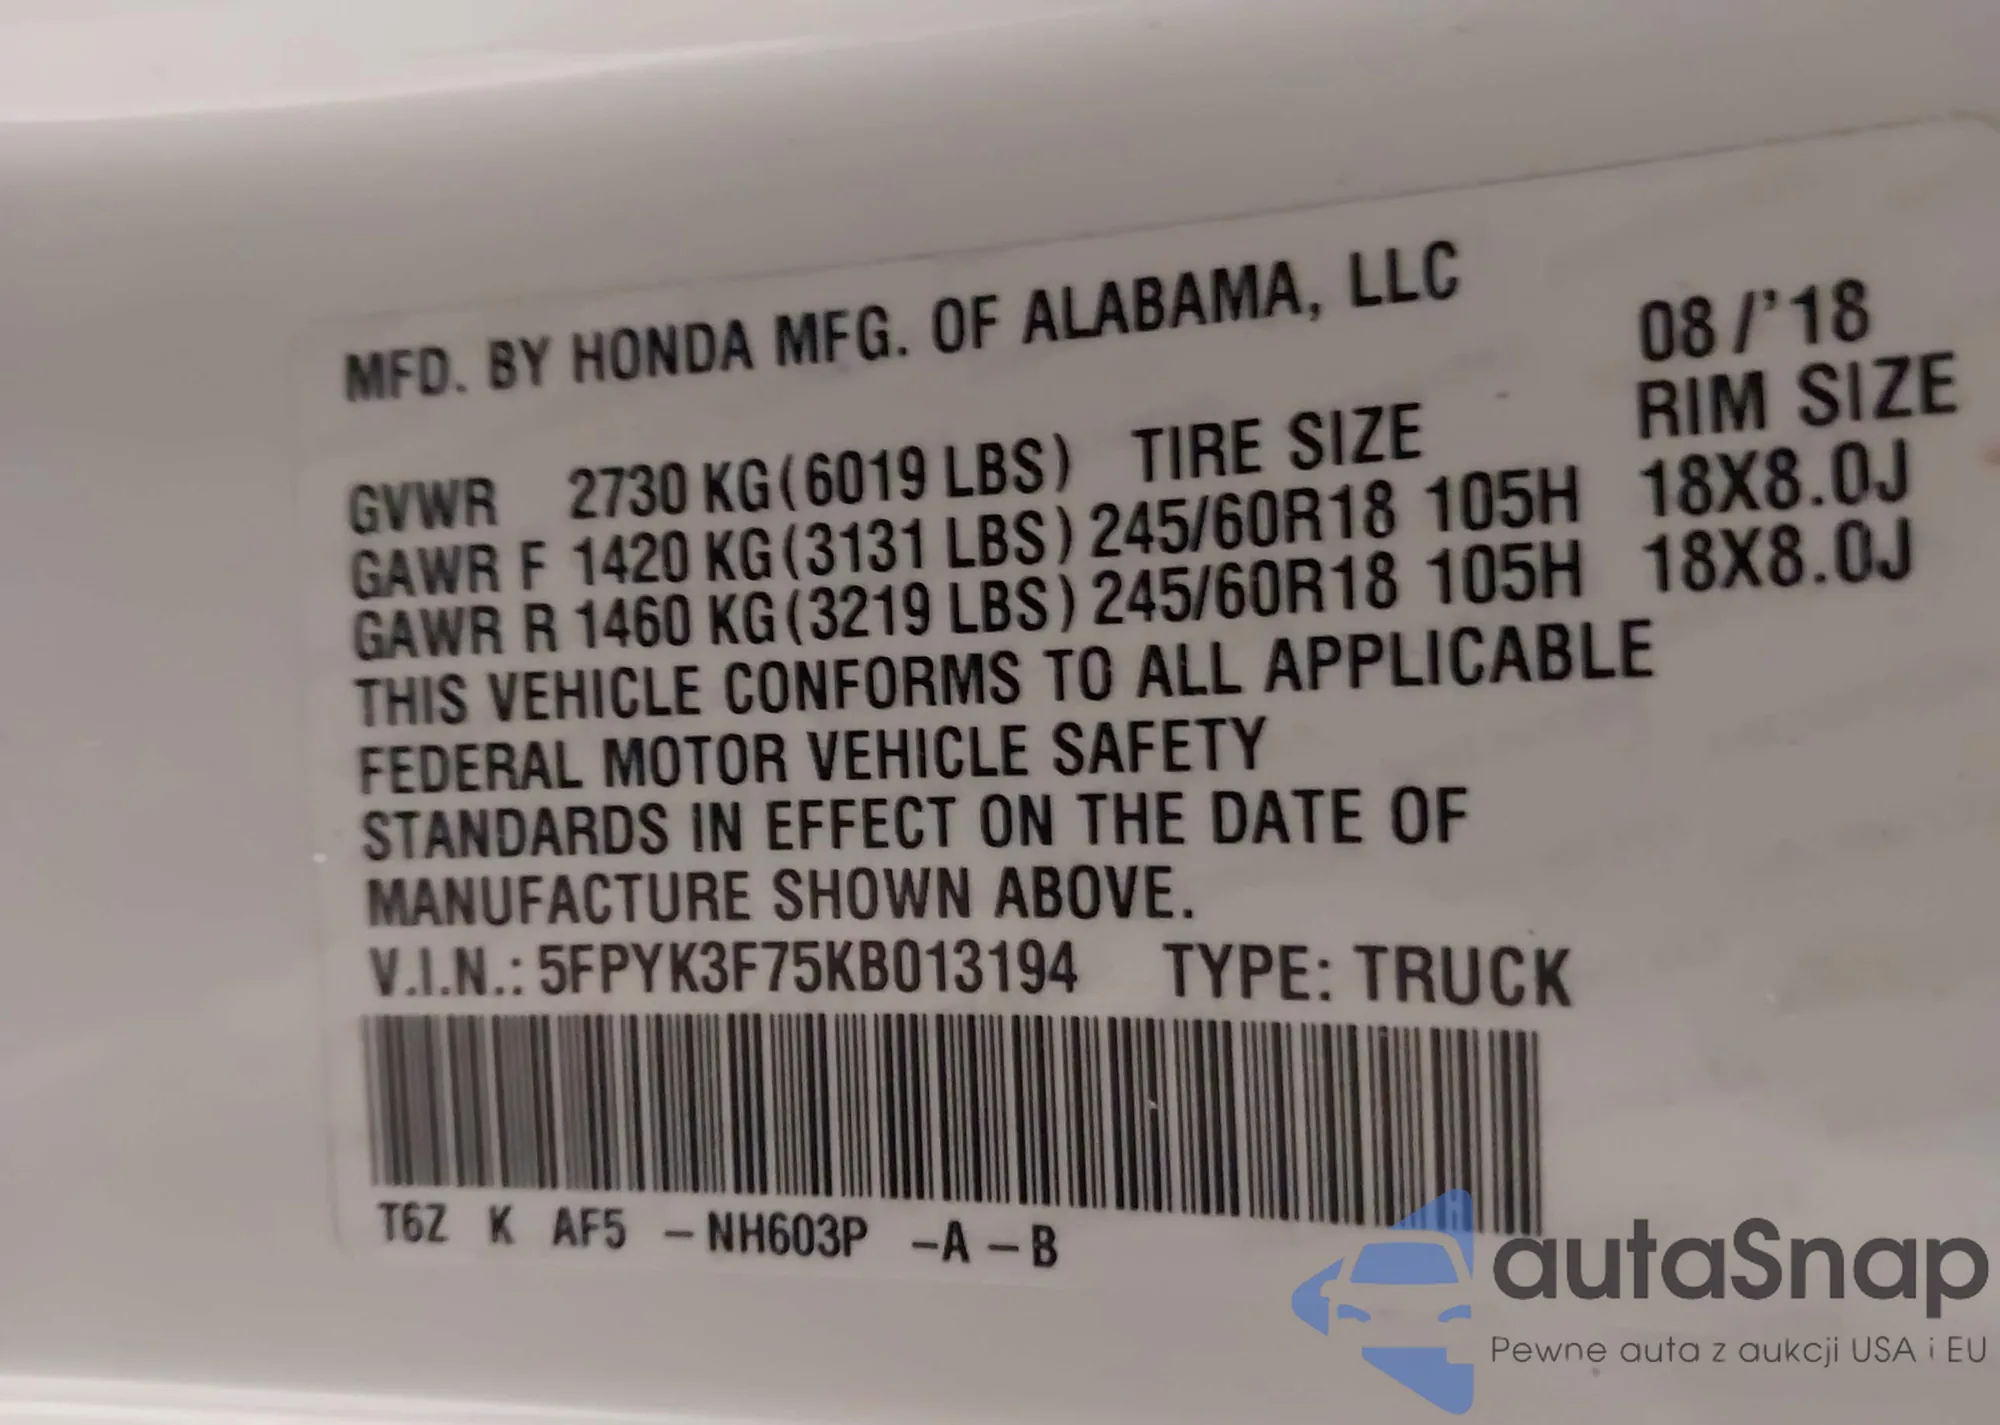 MFD. BY HONDA MFG. OF ALABAMA, LLC 08/'18
GVWR 2730 KG(6019 LBS) TIRE SIZE RIM SIZE
GAWR F 1420 KG(3131 LBS) 245/60R18 105H 18X8.0J
GAWR R 1460 KG(3219 LBS) 245/60R18 105H 18X8.0J
THIS VEHICLE CONFORMS TO ALL APPLICABLE
FEDERAL MOTOR VEHICLE SAFETY
STANDARDS IN EFFECT ON THE DATE OF
MANUFACTURE SHOWN ABOVE.
V.I.N.: 5FPYK3F75KB013194 TYPE: TRUCK
T6Z K AF5 -NH603P -A-B
autaSnap
Pewne auta z aukcji USA i EU